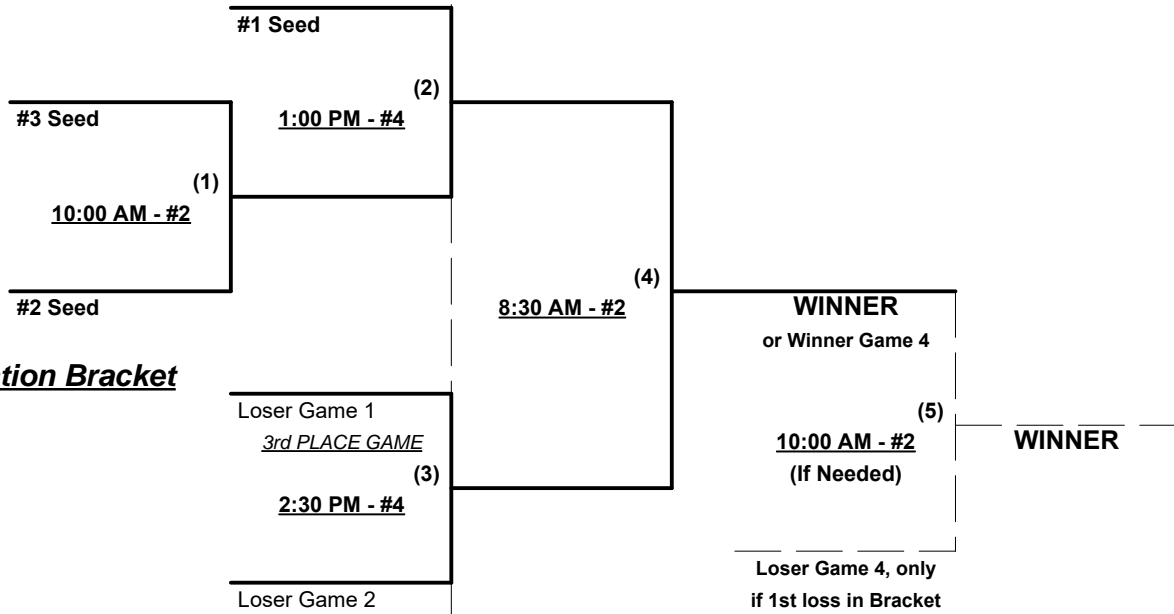 #1 Seed
(2)
#3 Seed
1:00 PM - #4
(1)
10:00 AM - #2
(4)
#2 Seed
8:30 AM - #2
WINNER
or Winner Game 4
Bracket
Loser Game 1
3rd PLACE GAME
(3)
2:30 PM - #4
(5)
10:00 AM - #2
(If Needed)
WINNER
Loser Game 4, only
if 1st loss in Bracket
Loser Game 2